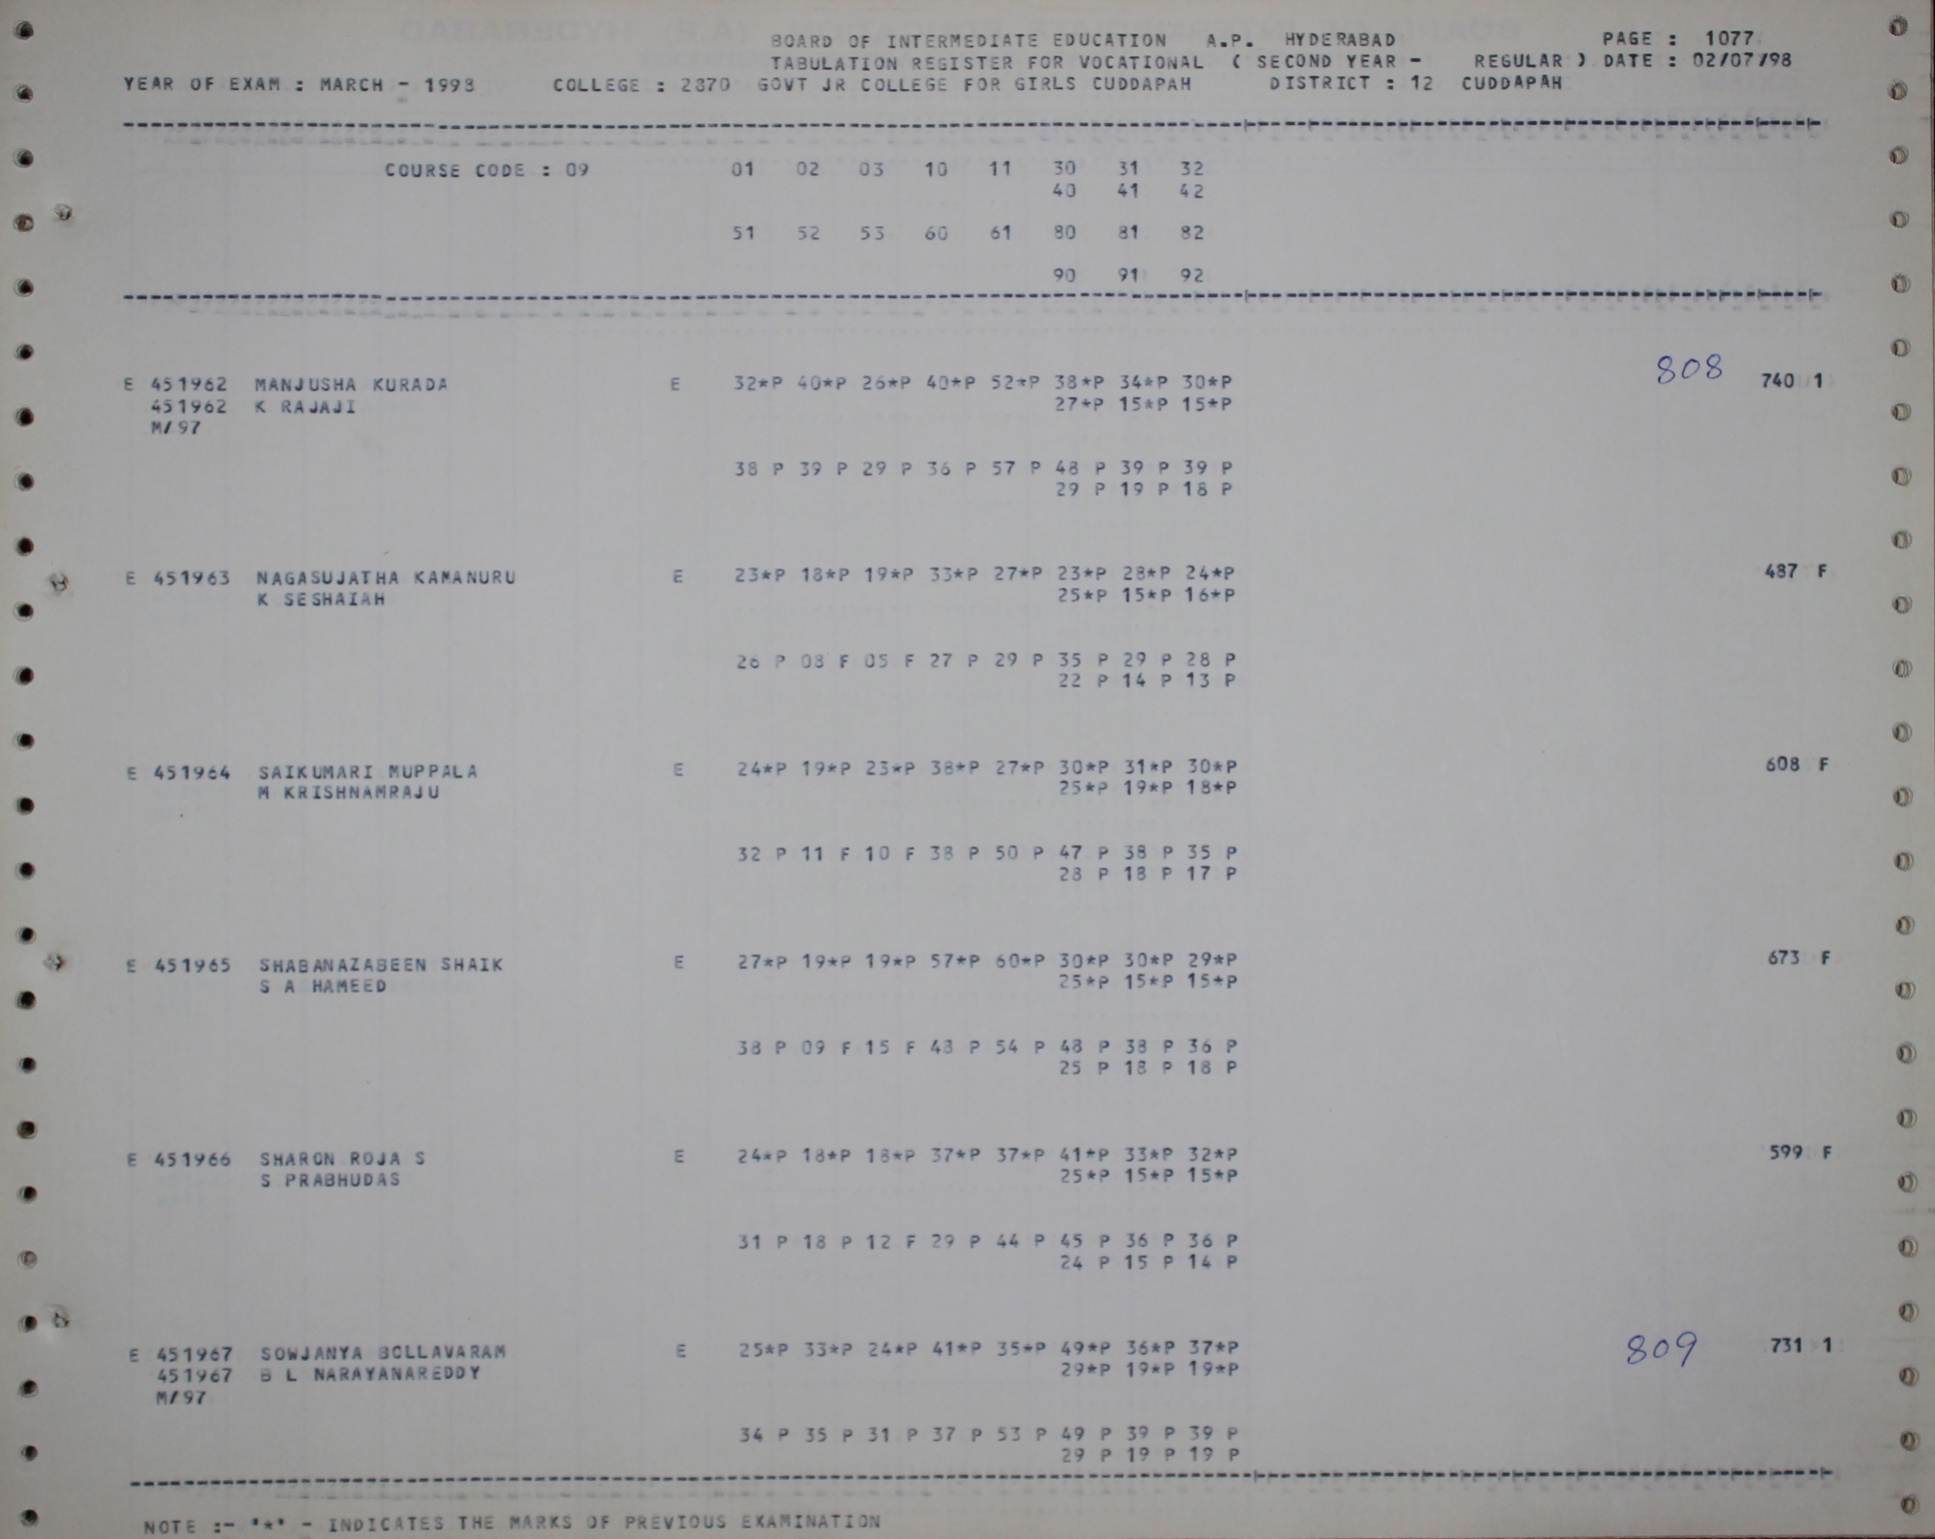 BOARD OF INTERMEDIATE EDUCATION A.P. HYDERABAD PAGE : 1077
TABULATION REGISTER FOR VOCATIONAL ( SECOND YEAR - REGULAR ) DATE : 02/07/98
YEAR OF EXAM : MARCH - 1998 COLLEGE : 2870 GOVT JR COLLEGE FOR GIRLS CUDDAPAH DISTRICT : 12 CUDDAPAH
COURSE CODE : 09 01 02 03 10 11 30 31 32
40 41 42
51 52 53 60 61 80 81 82
90 91 92
E 451962 MANJUSHA KURADA E 32*P 40*P 26*P 40*P 52*P 38*P 34*P 30*P 808 740 1
451962 K RAJAJI 27*P 15*P 15*P
M/97
38 P 39 P 29 P 36 P 57 P 48 P 39 P 39 P
29 P 19 P 18 P
E 451963 NAGASUJATHA KAMANURU E 23*P 18*P 19*P 33*P 27*P 23*P 28*P 24*P 487 F
K SESHAIAH 25*P 15*P 16*P
26 P 08 F 05 F 27 P 29 P 35 P 29 P 28 P
22 P 14 P 13 P
E 451964 SAIKUMARI MUPPALA E 24*P 19*P 23*P 38*P 27*P 30*P 31*P 30*P 608 F
M KRISHNAMRAJU 25*P 19*P 18*P
32 P 11 F 10 F 38 P 50 P 47 P 38 P 35 P
28 P 18 P 17 P
E 451965 SHABANAZABEEN SHAIK E 27*P 19*P 19*P 57*P 60*P 30*P 30*P 29*P 673 F
S A HAMEED 25*P 15*P 15*P
38 P 09 F 15 F 48 P 54 P 48 P 38 P 36 P
25 P 18 P 18 P
E 451966 SHARON ROJA S E 24*P 18*P 18*P 37*P 37*P 41*P 33*P 32*P 599 F
S PRABHUDAS 25*P 15*P 15*P
31 P 18 P 12 F 29 P 44 P 45 P 36 P 36 P
24 P 15 P 14 P
E 451967 SOWJANYA BOLLAVARAM E 25*P 33*P 24*P 41*P 35*P 49*P 36*P 37*P 809 731 1
451967 B L NARAYANAREDDY 29*P 19*P 19*P
M/97
34 P 35 P 31 P 37 P 53 P 49 P 39 P 39 P
29 P 19 P 19 P
NOTE :- "*" - INDICATES THE MARKS OF PREVIOUS EXAMINATION